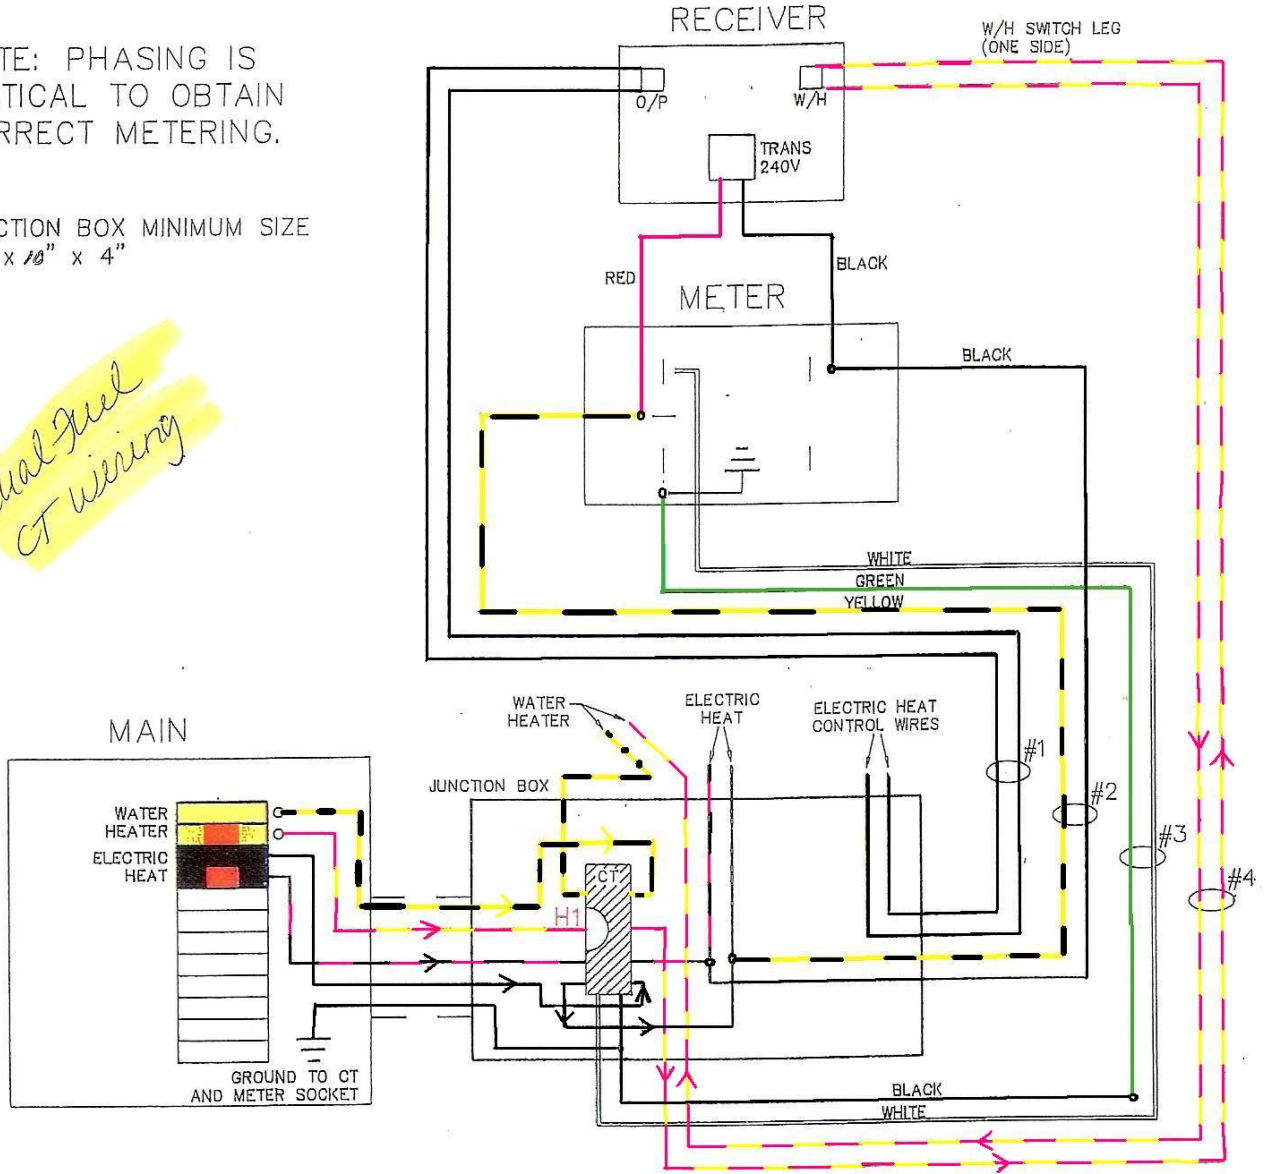 RECEIVER
W/H SWITCH LEG
(ONE SIDE)
TE: PHASING IS
TICAL TO OBTAIN
RRECT METERING.
O/P
W/H
TRANS
240V
CTION BOX MINIMUM SIZE
x 10" x 4"
RED
BLACK
METER
BLACK
ual Fuel
CT Wiring
WHITE
GREEN
YELLOW
WATER
HEATER
ELECTRIC
HEAT
ELECTRIC HEAT
CONTROL WIRES
MAIN
#1
JUNCTION BOX
#2
WATER
HEATER
#3
ELECTRIC
HEAT
CT
#4
H1
GROUND TO CT
AND METER SOCKET
BLACK
WHITE